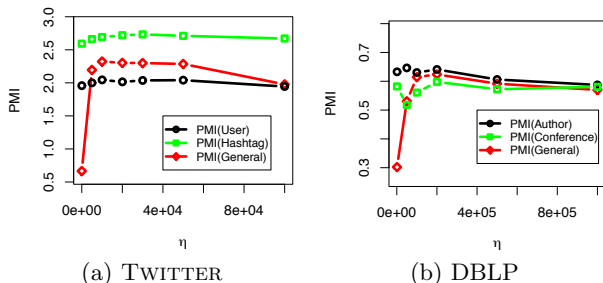 PMI
3.0
2.5
2.0
1.5
1.0
0.5
PMI(User)
PMI(Hashtag)
PMI(General)
0e+00
4e+04
8e+04
η
(a) TWITTER
PMI
0.7
0.5
0.3
PMI(Author)
PMI(Conference)
PMI(General)
0e+00
4e+05
8e+05
η
(b) DBLP